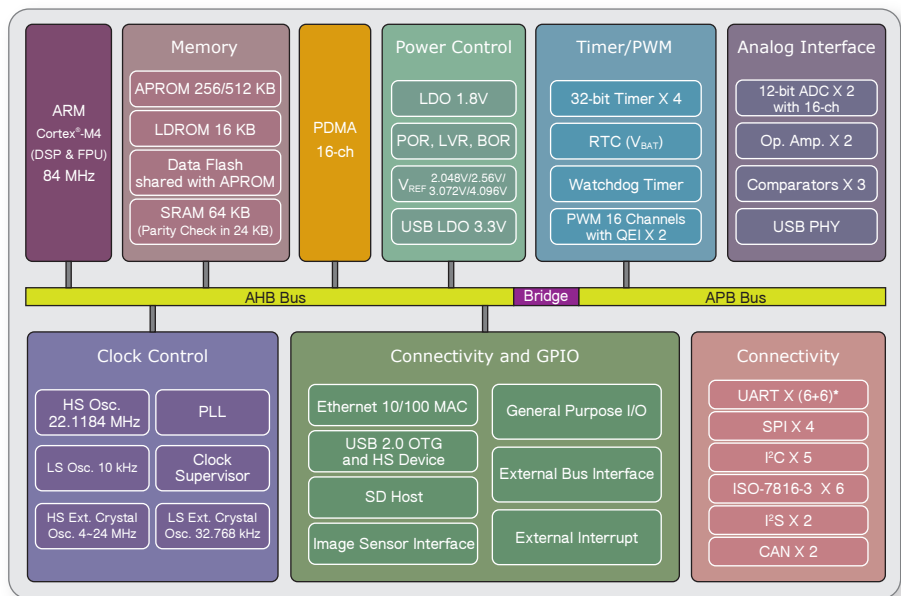 ARM
Cortex®-M4
(DSP & FPU)
84 MHz
Memory
APROM 256/512 KB
LDROM 16 KB
Data Flash
shared with APROM
SRAM 64 KB
(Parity Check in 24 KB)
PDMA
16-ch
Power Control
LDO 1.8V
POR, LVR, BOR
VREF 2.048V/2.56V/
3.072V/4.096V
USB LDO 3.3V
Timer/PWM
32-bit Timer X 4
RTC (VBAT)
Watchdog Timer
PWM 16 Channels
with QEI X 2
Analog Interface
12-bit ADC X 2
with 16-ch
Op. Amp. X 2
Comparators X 3
USB PHY
AHB Bus
Bridge
APB Bus
Clock Control
HS Osc.
22.1184 MHz
PLL
LS Osc. 10 kHz
Clock
Supervisor
HS Ext. Crystal
Osc. 4~24 MHz
LS Ext. Crystal
Osc. 32.768 kHz
Connectivity and GPIO
Ethernet 10/100 MAC
USB 2.0 OTG
and HS Device
SD Host
Image Sensor Interface
General Purpose I/O
External Bus Interface
External Interrupt
Connectivity
UART X (6+6)*
SPI X 4
I²C X 5
ISO-7816-3 X 6
I²S X 2
CAN X 2